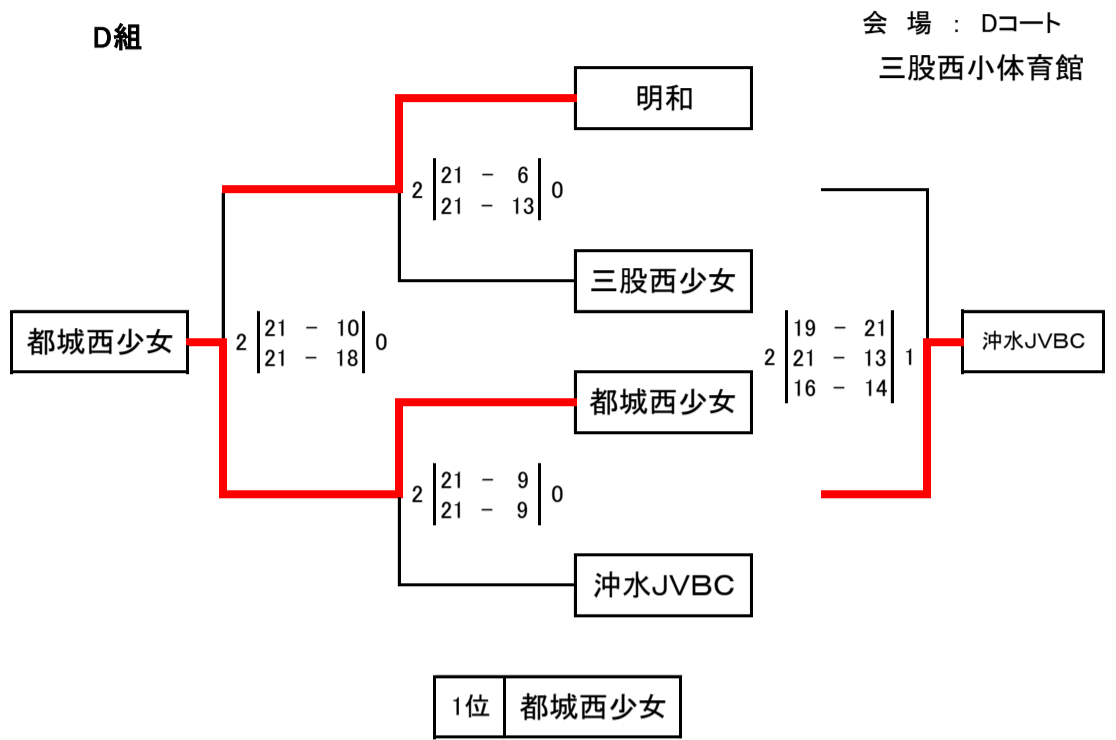 D組
会 場 : Dコート
三股西小体育館
明和
2 21 - 6 0
21 - 13
三股西少女
都城西少女
2 21 - 10 0
21 - 18
都城西少女
2 19 - 21 1
21 - 13
16 - 14
沖水JVBC
2 21 - 9 0
21 - 9
沖水JVBC
1位 都城西少女